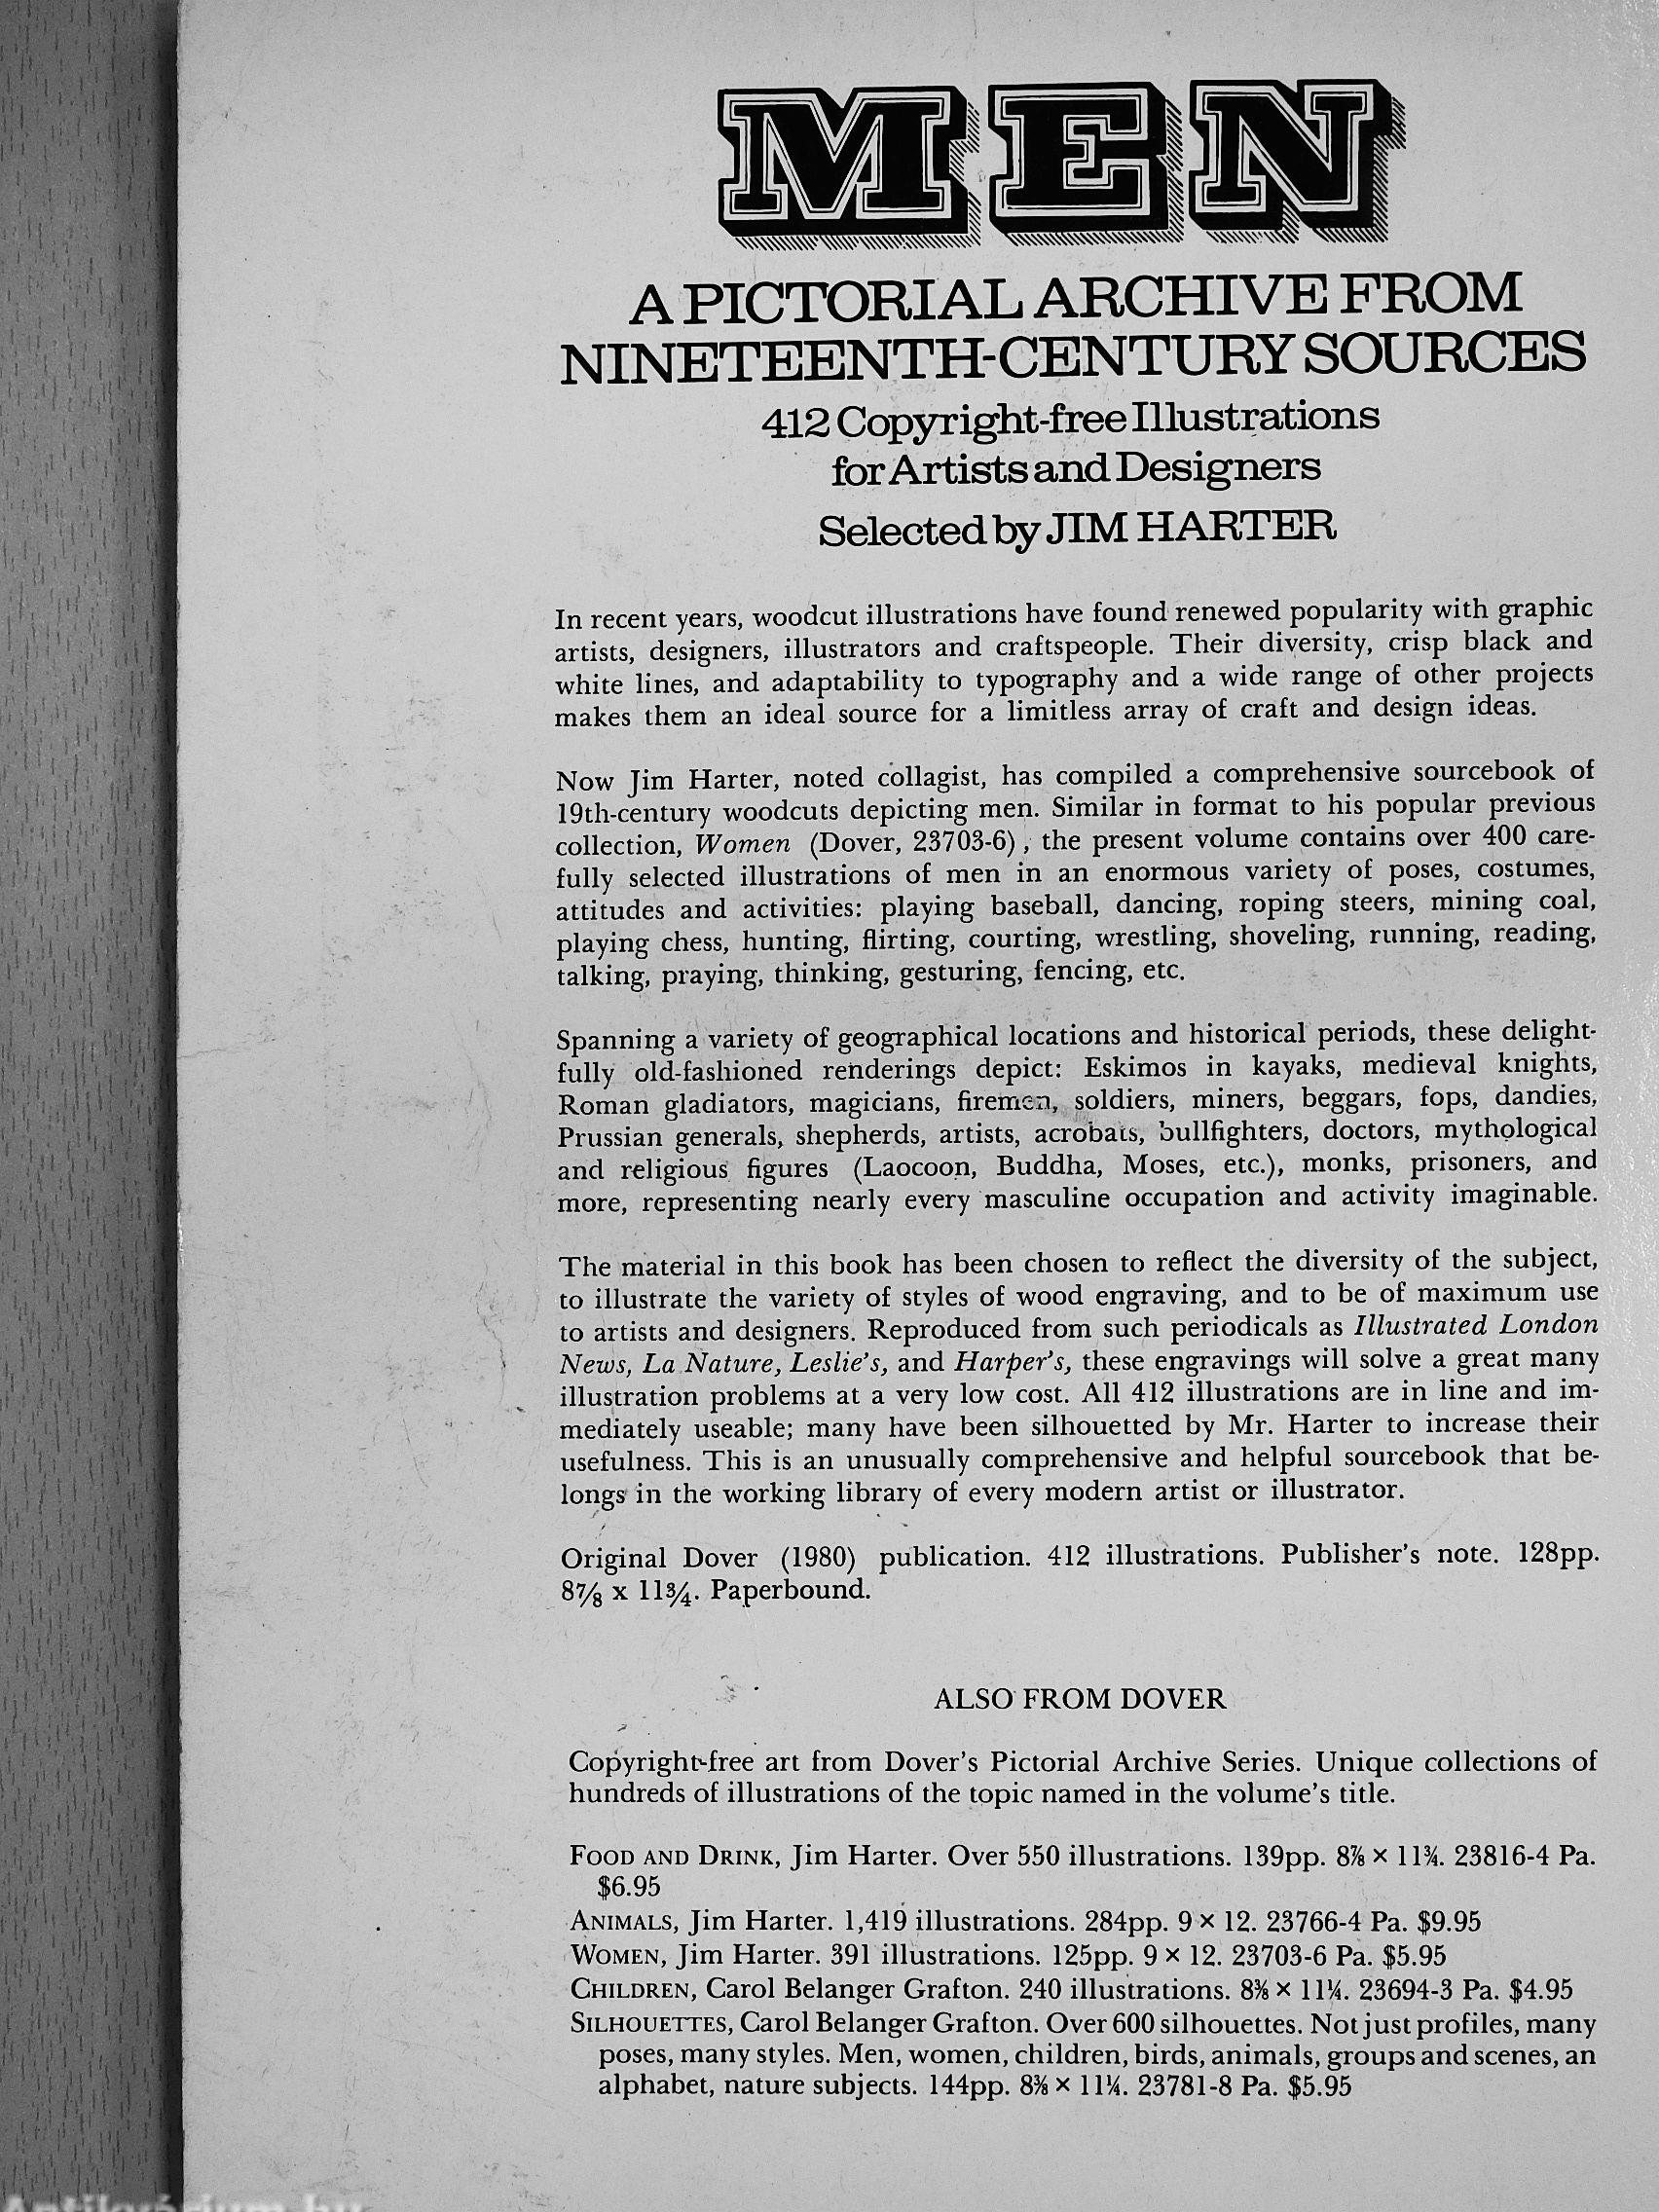 MEN
A PICTORIAL ARCHIVE FROM
NINETEENTH-CENTURY SOURCES
412 Copyright-free Illustrations
for Artists and Designers
Selected by JIM HARTER
In recent years, woodcut illustrations have found renewed popularity with graphic
artists, designers, illustrators and craftspeople. Their diversity, crisp black and
white lines, and adaptability to typography and a wide range of other projects
makes them an ideal source for a limitless array of craft and design ideas.
Now Jim Harter, noted collagist, has compiled a comprehensive sourcebook of
19th-century woodcuts depicting men. Similar in format to his popular previous
collection, Women (Dover, 23703-6), the present volume contains over 400 care-
fully selected illustrations of men in an enormous variety of poses, costumes,
attitudes and activities: playing baseball, dancing, roping steers, mining coal,
playing chess, hunting, flirting, courting, wrestling, shoveling, running, reading,
talking, praying, thinking, gesturing, fencing, etc.
Spanning a variety of geographical locations and historical periods, these delight-
fully old-fashioned renderings depict: Eskimos in kayaks, medieval knights,
Roman gladiators, magicians, firemen, soldiers, miners, beggars, fops, dandies,
Prussian generals, shepherds, artists, acrobats, bullfighters, doctors, mythological
and religious figures (Laocoon, Buddha, Moses, etc.), monks, prisoners, and
more, representing nearly every masculine occupation and activity imaginable.
The material in this book has been chosen to reflect the diversity of the subject,
to illustrate the variety of styles of wood engraving, and to be of maximum use
to artists and designers. Reproduced from such periodicals as Illustrated London
News, La Nature, Leslie's, and Harper's, these engravings will solve a great many
illustration problems at a very low cost. All 412 illustrations are in line and im-
mediately useable; many have been silhouetted by Mr. Harter to increase their
usefulness. This is an unusually comprehensive and helpful sourcebook that be-
longs in the working library of every modern artist or illustrator.
Original Dover (1980) publication. 412 illustrations. Publisher's note. 128pp.
8⅞ x 11¾. Paperbound.
ALSO FROM DOVER
Copyright-free art from Dover's Pictorial Archive Series. Unique collections of
hundreds of illustrations of the topic named in the volume's title.
FOOD AND DRINK, Jim Harter. Over 550 illustrations. 139pp. 8⅞ × 11¾. 23816-4 Pa.
$6.95
ANIMALS, Jim Harter. 1,419 illustrations. 284pp. 9 × 12. 23766-4 Pa. $9.95
WOMEN, Jim Harter. 391 illustrations. 125pp. 9 × 12. 23703-6 Pa. $5.95
CHILDREN, Carol Belanger Grafton. 240 illustrations. 8⅜ × 11¼. 23694-3 Pa. $4.95
SILHOUETTES, Carol Belanger Grafton. Over 600 silhouettes. Not just profiles, many
poses, many styles. Men, women, children, birds, animals, groups and scenes, an
alphabet, nature subjects. 144pp. 8⅜ × 11¼. 23781-8 Pa. $5.95